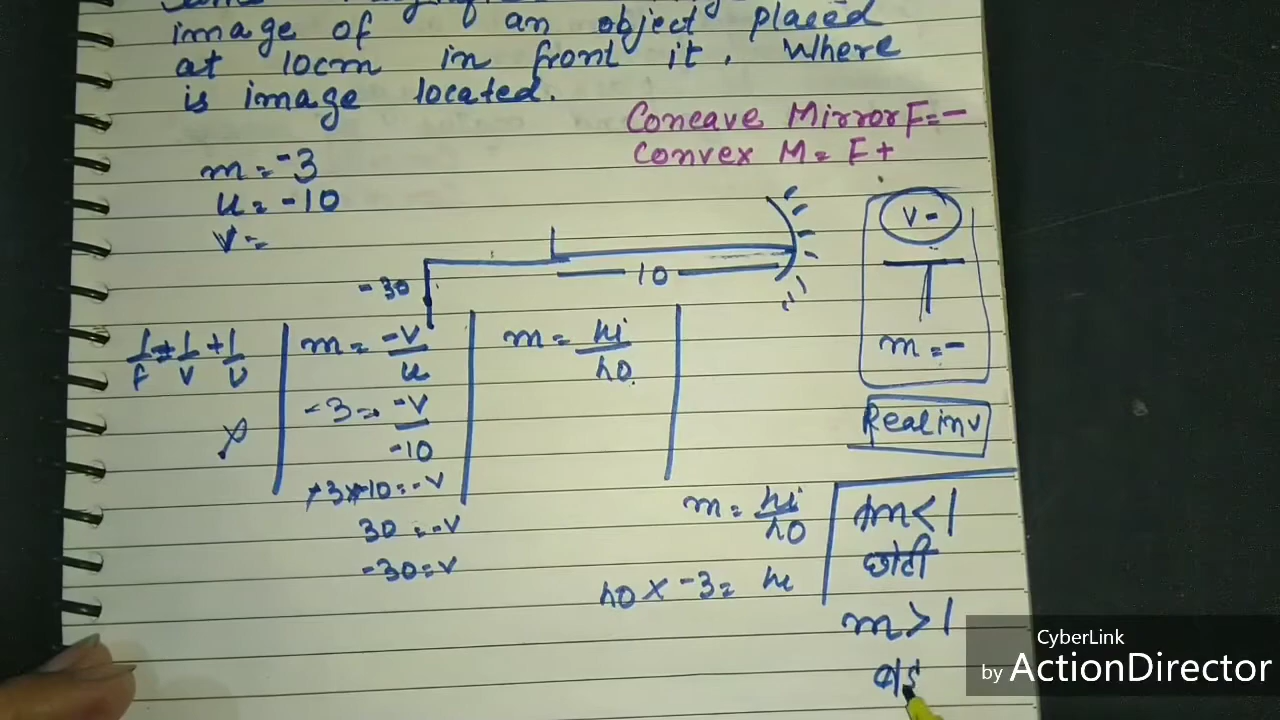 image of an object placed
at 10cm in front it. Where
is image located.
Concave Mirror F=-
Convex M= F+
m=-3
u=-10
v=
v-
10
-30
m=-
1/F=1/v+1/u
m=-v/u
m=hi/ho
-3=-v/-10
Real inv
-3x-10=-v
30=-v
-30=v
m=hi/ho
ho x -3= hi
m<1
छोटी
m>1
CyberLink
by ActionDirector